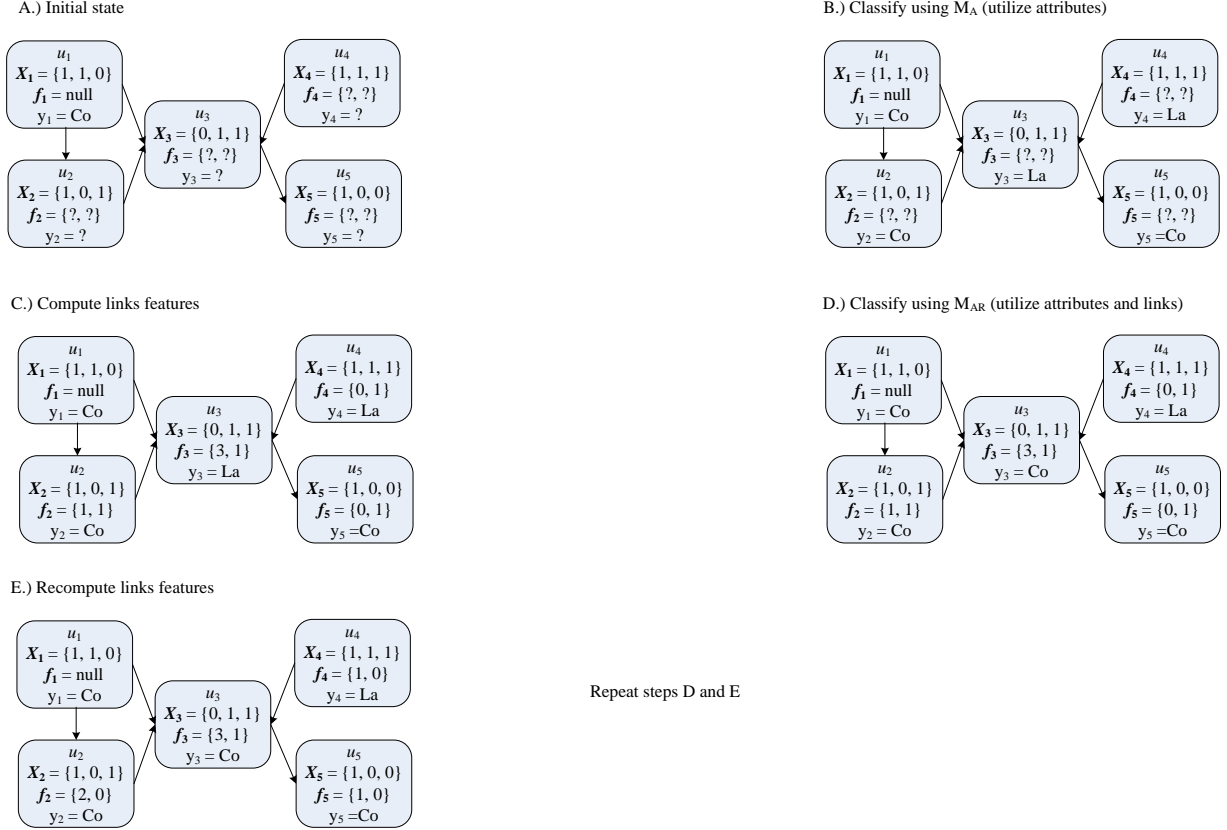 A.) Initial state
u1
X1 = {1, 1, 0}
f1 = null
y1 = Co
u4
X4 = {1, 1, 1}
f4 = {?, ?}
y4 = ?
u3
X3 = {0, 1, 1}
f3 = {?, ?}
y3 = ?
u2
X2 = {1, 0, 1}
f2 = {?, ?}
y2 = ?
u5
X5 = {1, 0, 0}
f5 = {?, ?}
y5 = ?
B.) Classify using MA (utilize attributes)
u1
X1 = {1, 1, 0}
f1 = null
y1 = Co
u4
X4 = {1, 1, 1}
f4 = {?, ?}
y4 = La
u3
X3 = {0, 1, 1}
f3 = {?, ?}
y3 = La
u2
X2 = {1, 0, 1}
f2 = {?, ?}
y2 = Co
u5
X5 = {1, 0, 0}
f5 = {?, ?}
y5 =Co
C.) Compute links features
u1
X1 = {1, 1, 0}
f1 = null
y1 = Co
u4
X4 = {1, 1, 1}
f4 = {0, 1}
y4 = La
u3
X3 = {0, 1, 1}
f3 = {3, 1}
y3 = La
u2
X2 = {1, 0, 1}
f2 = {1, 1}
y2 = Co
u5
X5 = {1, 0, 0}
f5 = {0, 1}
y5 =Co
D.) Classify using MAR (utilize attributes and links)
u1
X1 = {1, 1, 0}
f1 = null
y1 = Co
u4
X4 = {1, 1, 1}
f4 = {0, 1}
y4 = La
u3
X3 = {0, 1, 1}
f3 = {3, 1}
y3 = Co
u2
X2 = {1, 0, 1}
f2 = {1, 1}
y2 = Co
u5
X5 = {1, 0, 0}
f5 = {0, 1}
y5 =Co
E.) Recompute links features
u1
X1 = {1, 1, 0}
f1 = null
y1 = Co
u4
X4 = {1, 1, 1}
f4 = {1, 0}
y4 = La
u3
X3 = {0, 1, 1}
f3 = {3, 1}
y3 = Co
u2
X2 = {1, 0, 1}
f2 = {2, 0}
y2 = Co
u5
X5 = {1, 0, 0}
f5 = {1, 0}
y5 =Co
Repeat steps D and E